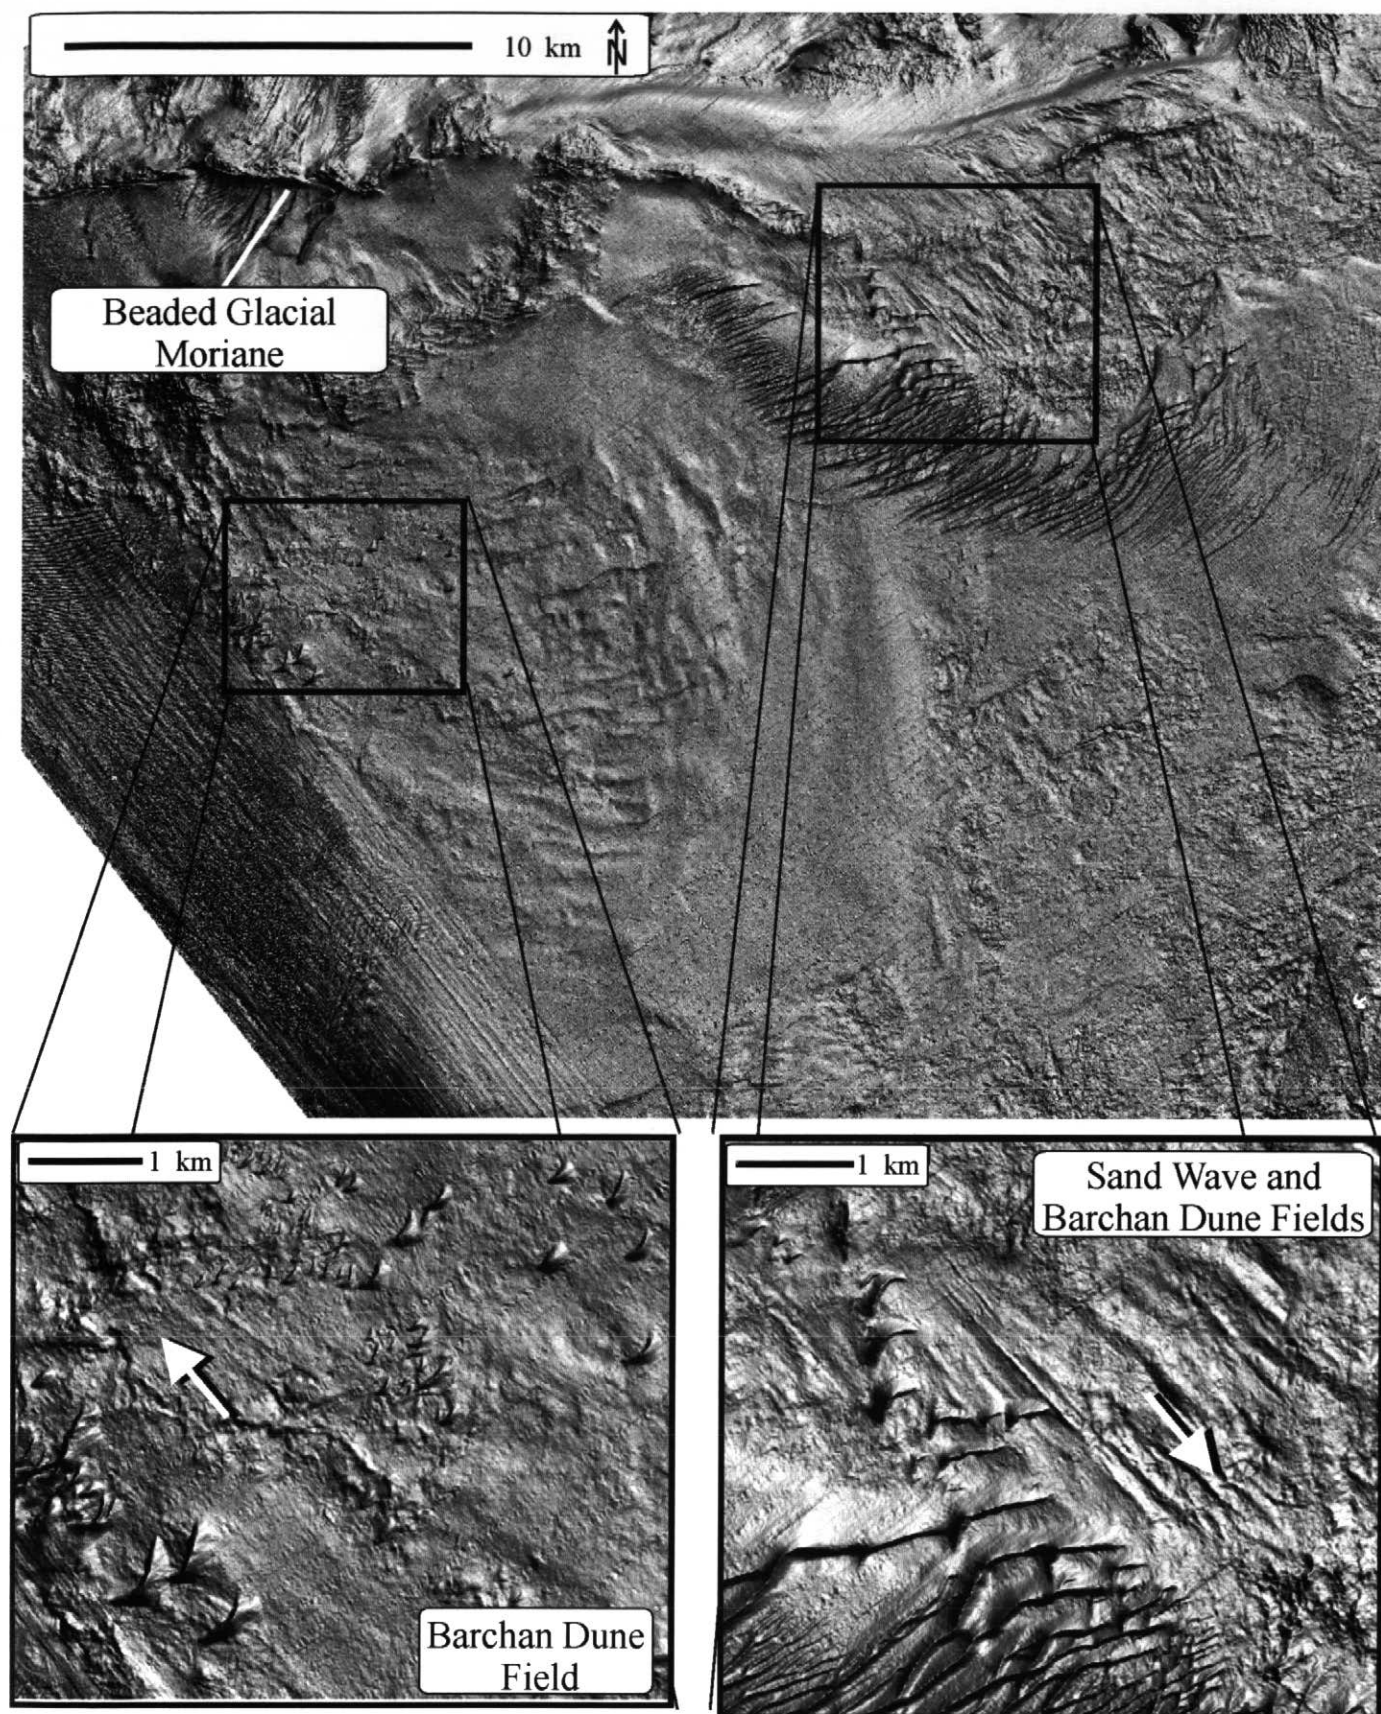 10 km N
Beaded Glacial
Moriane
1 km
Barchan Dune
Field
1 km
Sand Wave and
Barchan Dune Fields